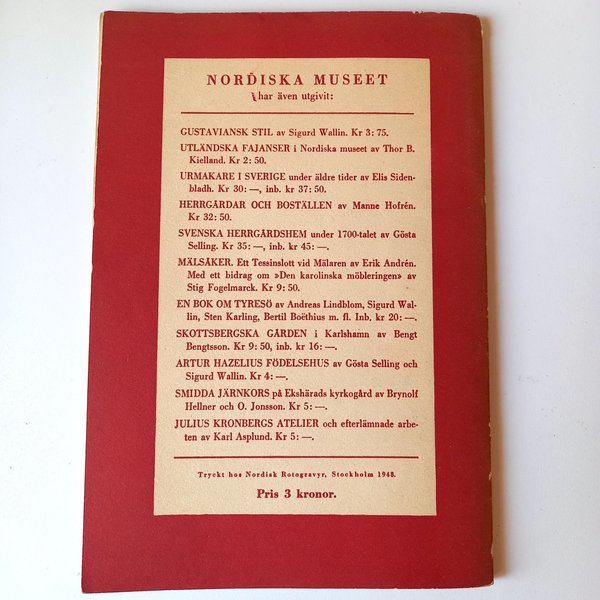 NORDISKA MUSEET
har även utgivit:
GUSTAVIANSK STIL av Sigurd Wallin. Kr 3: 75.
UTLÄNDSKA FAJANSER i Nordiska museet av Thor B.
Kielland. Kr 2: 50.
URMAKARE I SVERIGE under äldre tider av Elis Siden-
bladh. Kr 30: —, inb. kr 37: 50.
HERRGÅRDAR OCH BOSTÄLLEN av Manne Hofrén.
Kr 32: 50.
SVENSKA HERRGÅRDSHEM under 1700-talet av Gösta
Selling. Kr 35: —, inb. kr 45: —.
MÄLSÅKER. Ett Tessinslott vid Mälaren av Erik Andrén.
Med ett bidrag om »Den karolinska möbleringen» av
Stig Fogelmarck. Kr 9: 50.
EN BOK OM TYRESÖ av Andreas Lindblom, Sigurd Wal-
lin, Sten Karling, Bertil Boëthius m. fl. Inb. kr 20: —.
SKOTTSBERGSKA GÅRDEN i Karlshamn av Bengt
Bengtsson. Kr 9: 50, inb. kr 16: —.
ARTUR HAZELIUS FÖDELSEHUS av Gösta Selling och
Sigurd Wallin. Kr 4: —.
SMIDDA JÄRNKORS på Ekshärads kyrkogård av Brynolf
Hellner och O. Jonsson. Kr 5: —.
JULIUS KRONBERGS ATELIER och efterlämnade arbe-
ten av Karl Asplund. Kr 5: —.
Tryckt hos Nordisk Rotogravyr, Stockholm 1948.
Pris 3 kronor.